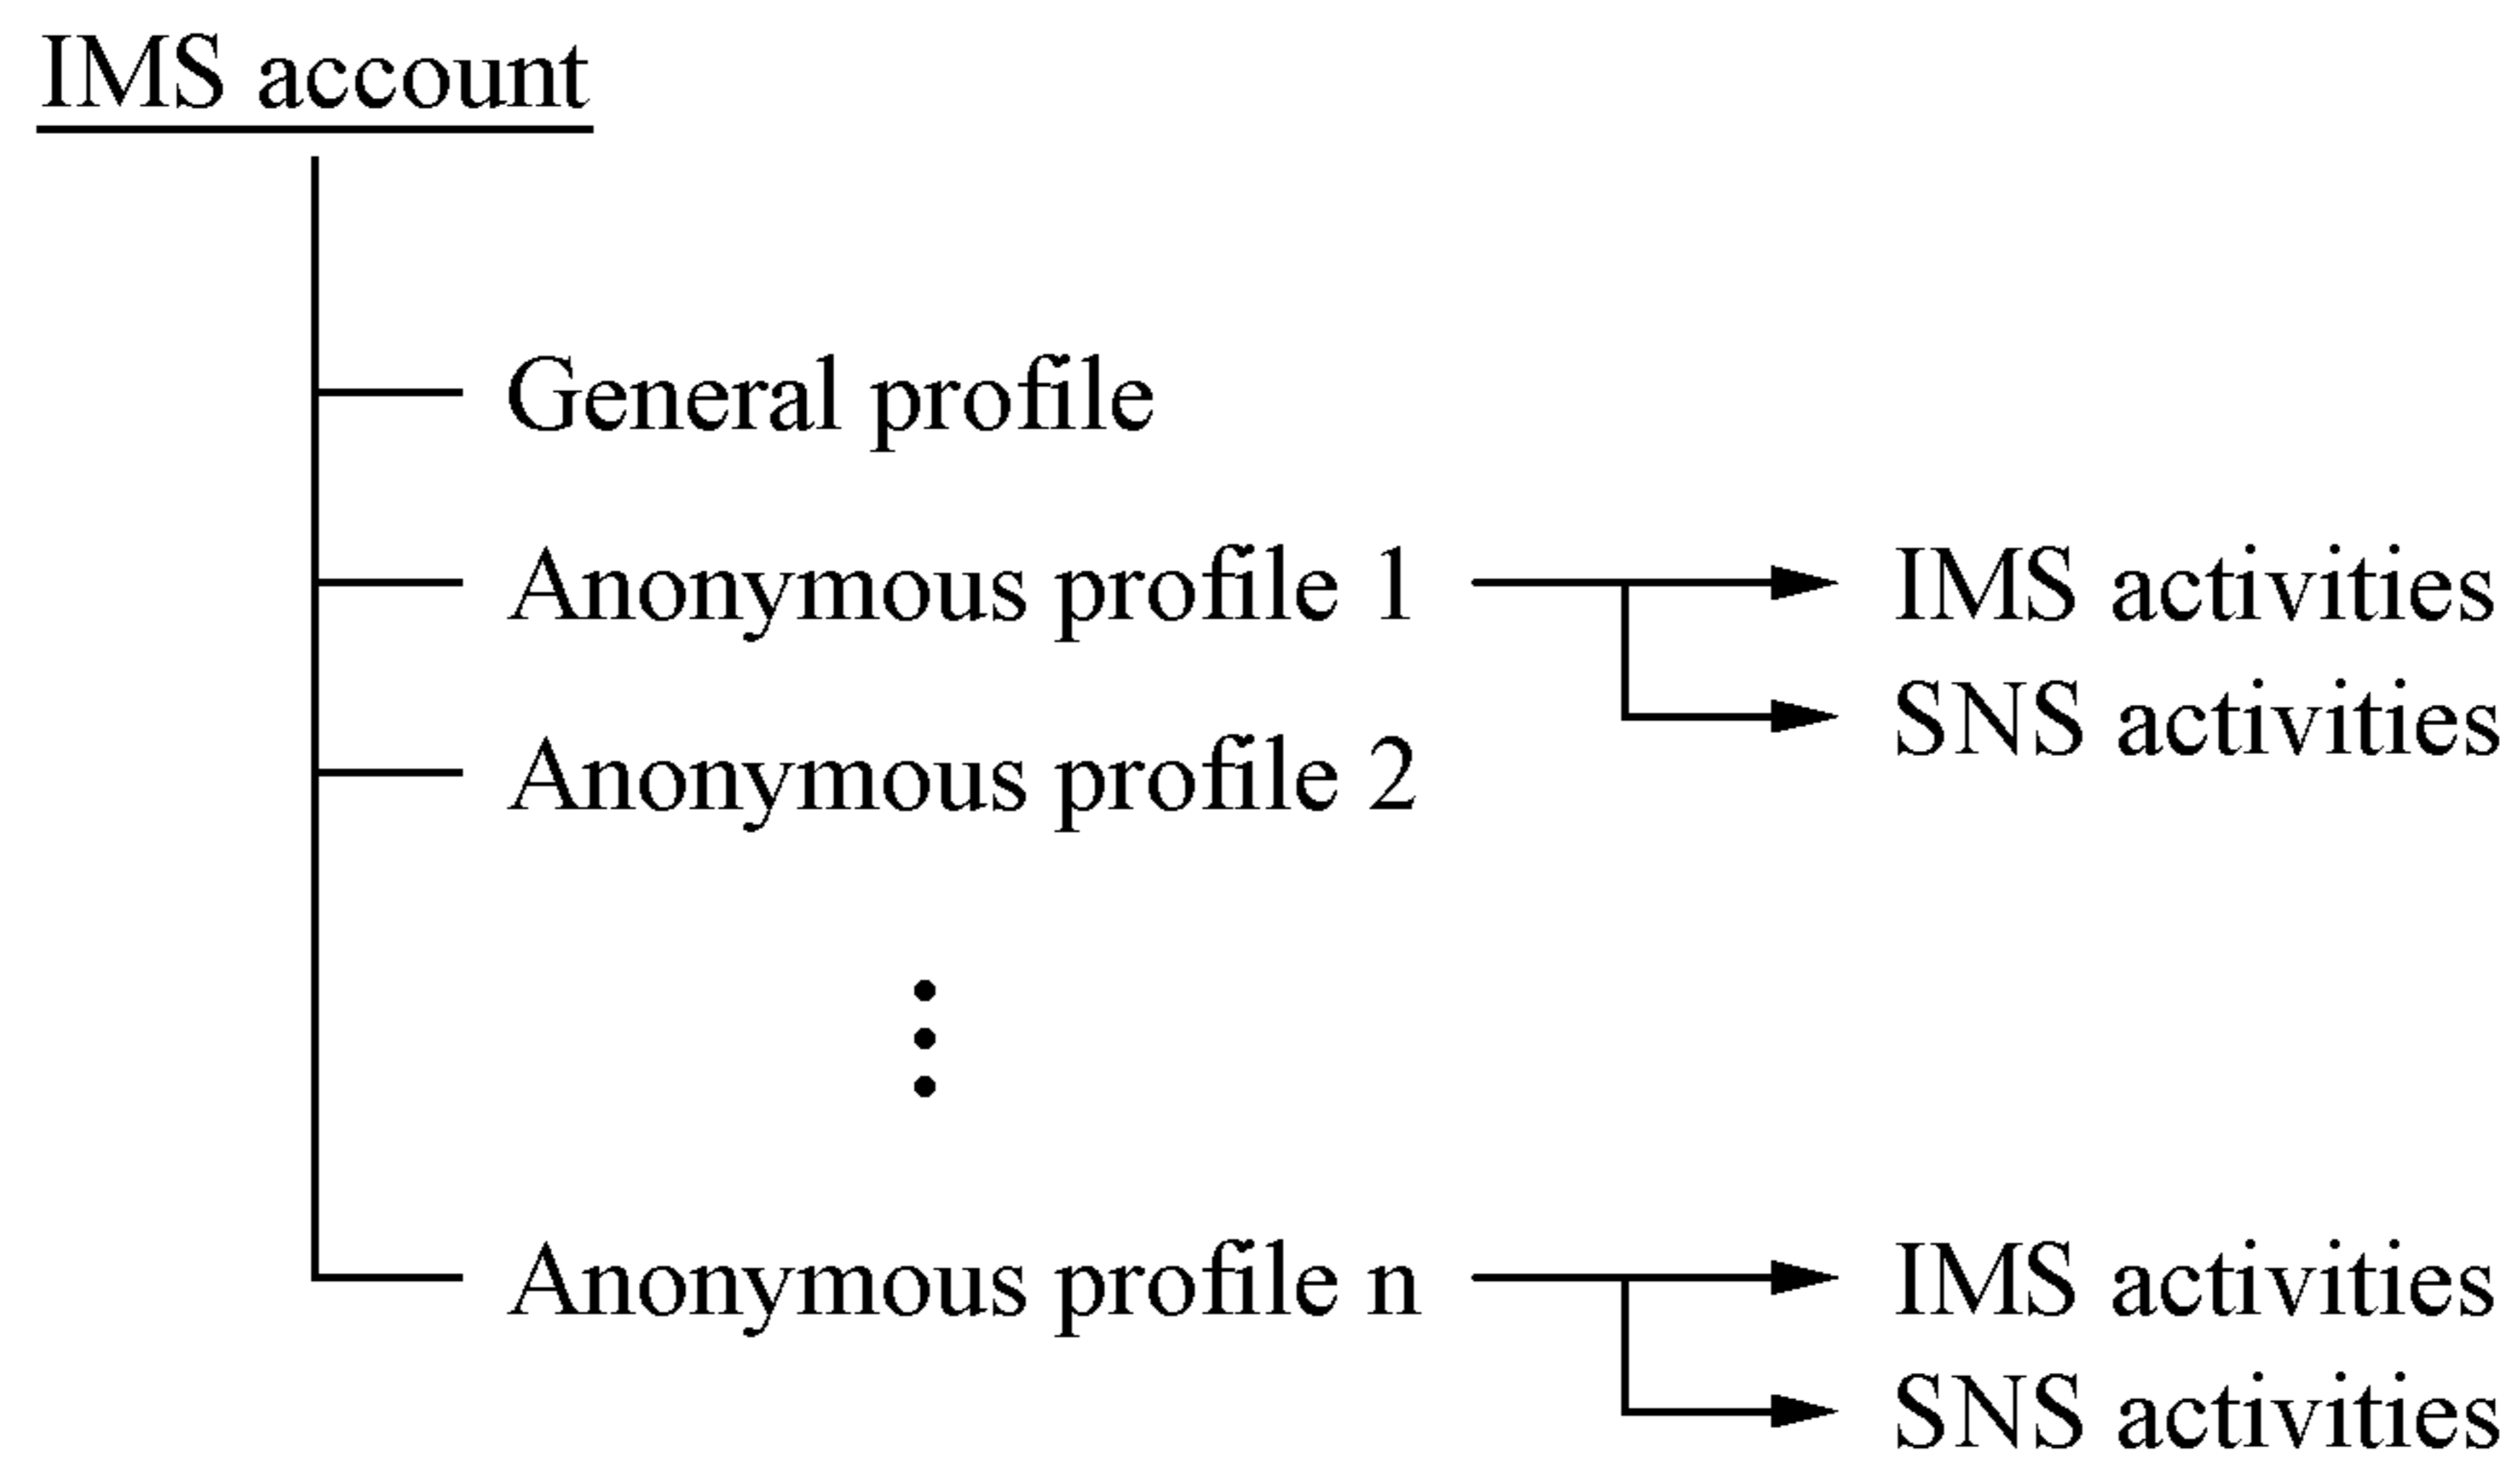 IMS account
General profile
Anonymous profile 1
IMS activities
SNS activities
Anonymous profile 2
Anonymous profile n
IMS activities
SNS activities